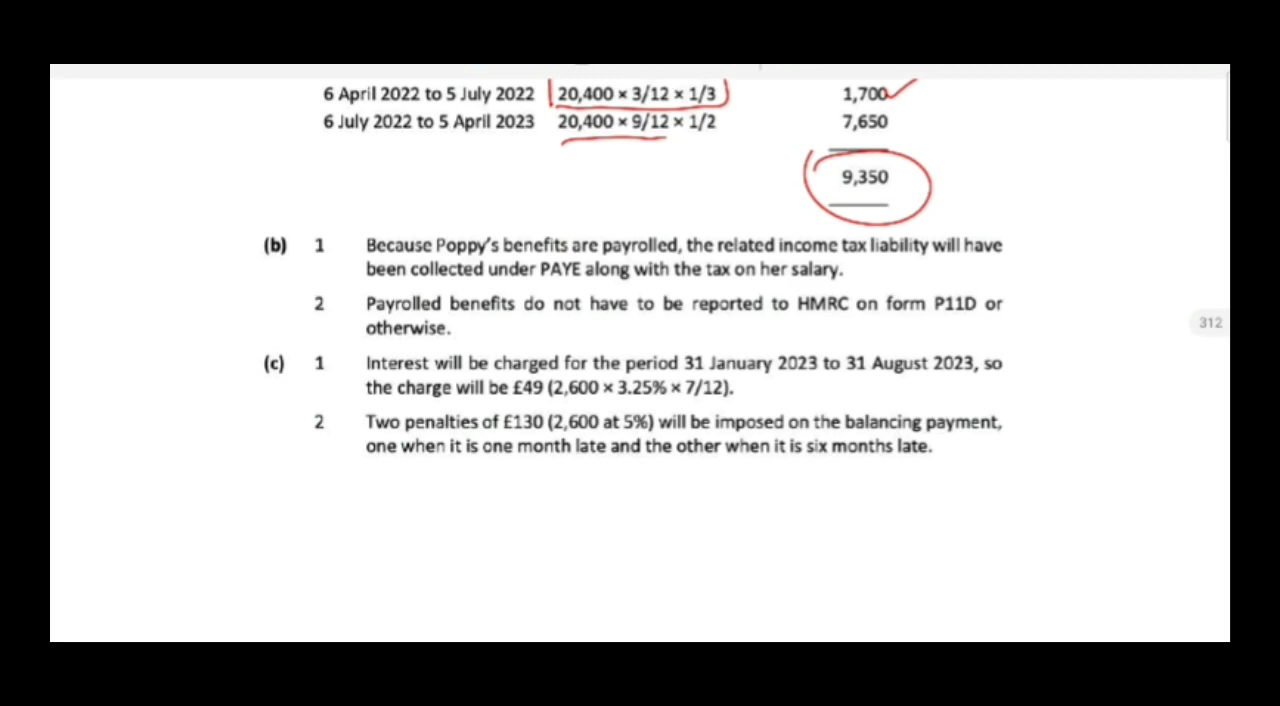 6 April 2022 to 5 July 2022 20,400 × 3/12 × 1/3 1,700
6 July 2022 to 5 April 2023 20,400 × 9/12 × 1/2 7,650
9,350
(b) 1 Because Poppy's benefits are payrolled, the related income tax liability will have
been collected under PAYE along with the tax on her salary.
2 Payrolled benefits do not have to be reported to HMRC on form P11D or
otherwise.
(c) 1 Interest will be charged for the period 31 January 2023 to 31 August 2023, so
the charge will be £49 (2,600 × 3.25% × 7/12).
2 Two penalties of £130 (2,600 at 5%) will be imposed on the balancing payment,
one when it is one month late and the other when it is six months late.
312